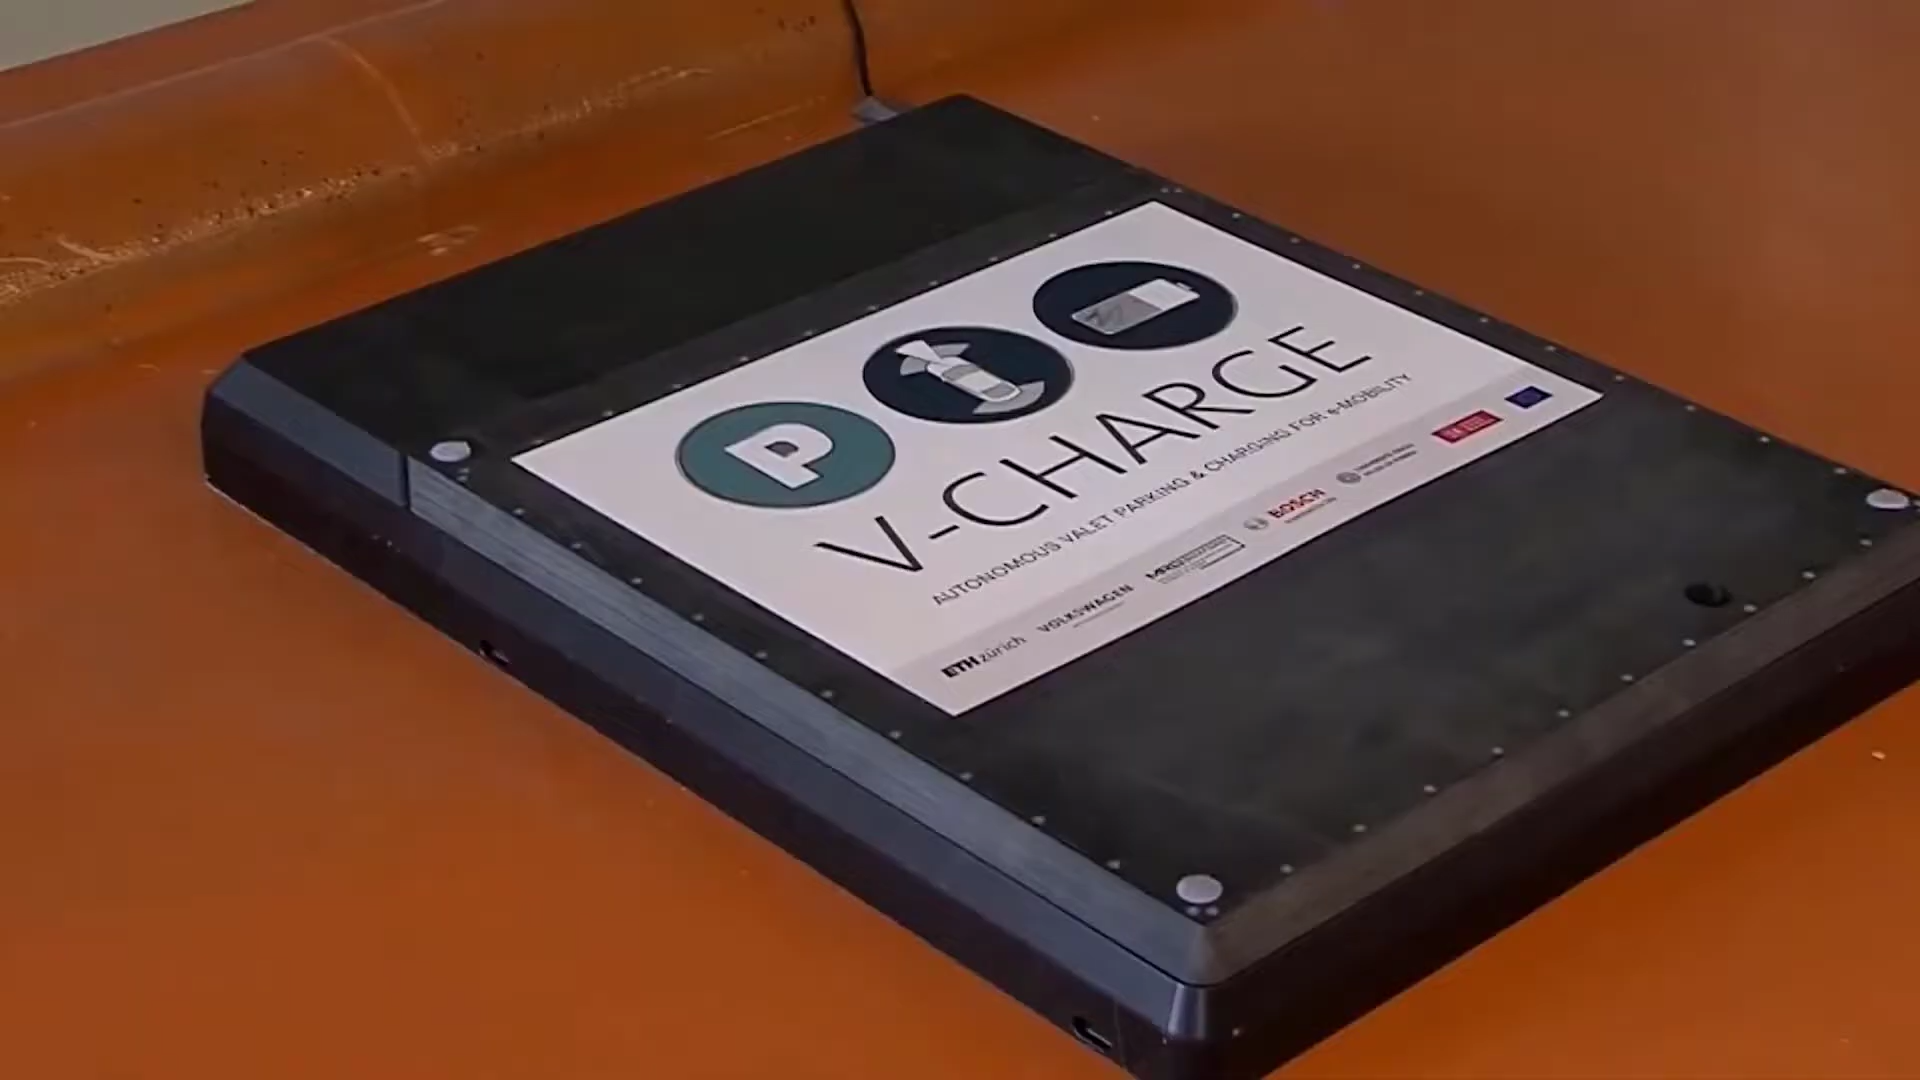 P
V-CHARGE
AUTONOMOUS VALET PARKING & CHARGING FOR e-MOBILITY
ETH zürich VOLKSWAGEN BOSCH